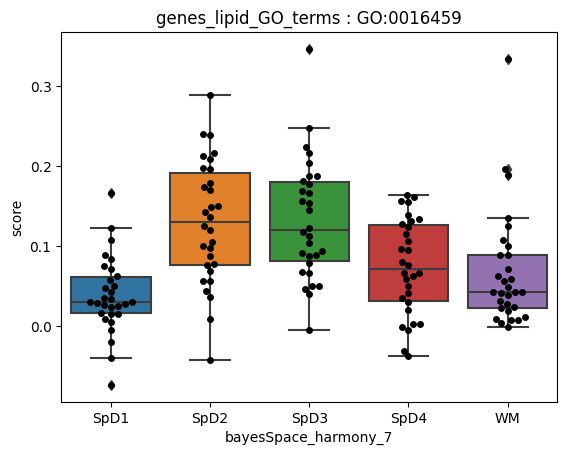 genes_lipid_GO_terms : GO:0016459
score
0.3
0.2
0.1
0.0
SpD1 SpD2 SpD3 SpD4 WM
bayesSpace_harmony_7